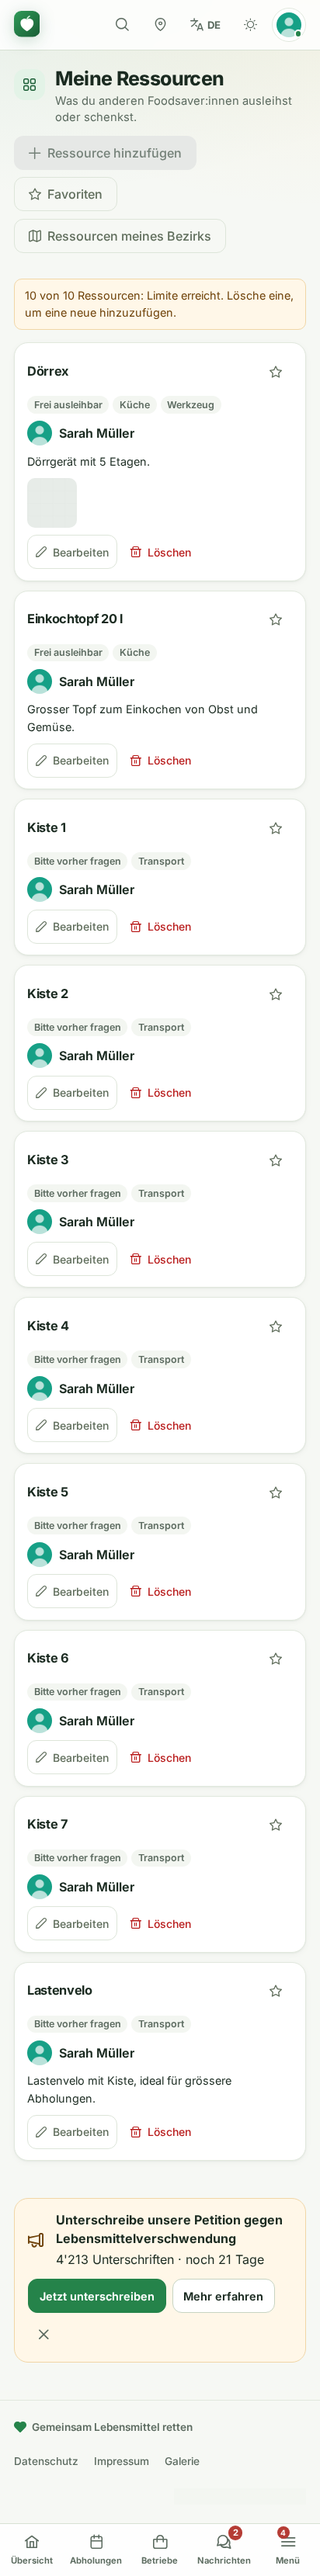 DE
Meine Ressourcen
Was du anderen Foodsaver:innen ausleihst
oder schenkst.
Ressource hinzufügen
Favoriten
Ressourcen meines Bezirks
10 von 10 Ressourcen: Limite erreicht. Lösche eine,
um eine neue hinzuzufügen.
Dörrex
Frei ausleihbar Küche Werkzeug
Sarah Müller
Dörrgerät mit 5 Etagen.
Bearbeiten Löschen
Einkochtopf 20 l
Frei ausleihbar Küche
Sarah Müller
Grosser Topf zum Einkochen von Obst und
Gemüse.
Bearbeiten Löschen
Kiste 1
Bitte vorher fragen Transport
Sarah Müller
Bearbeiten Löschen
Kiste 2
Bitte vorher fragen Transport
Sarah Müller
Bearbeiten Löschen
Kiste 3
Bitte vorher fragen Transport
Sarah Müller
Bearbeiten Löschen
Kiste 4
Bitte vorher fragen Transport
Sarah Müller
Bearbeiten Löschen
Kiste 5
Bitte vorher fragen Transport
Sarah Müller
Bearbeiten Löschen
Kiste 6
Bitte vorher fragen Transport
Sarah Müller
Bearbeiten Löschen
Kiste 7
Bitte vorher fragen Transport
Sarah Müller
Bearbeiten Löschen
Lastenvelo
Bitte vorher fragen Transport
Sarah Müller
Lastenvelo mit Kiste, ideal für grössere
Abholungen.
Bearbeiten Löschen
Unterschreibe unsere Petition gegen
Lebensmittelverschwendung
4'213 Unterschriften · noch 21 Tage
Jetzt unterschreiben Mehr erfahren
Gemeinsam Lebensmittel retten
Datenschutz Impressum Galerie
2 4
Übersicht Abholungen Betriebe Nachrichten Menü